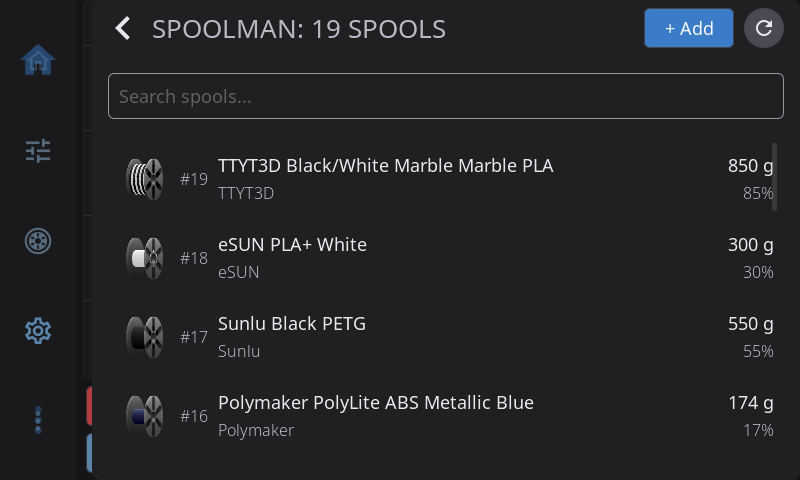 SPOOLMAN: 19 SPOOLS
+ Add
Search spools...
#19
TTYT3D Black/White Marble Marble PLA
TTYT3D
850 g
85%
#18
eSUN PLA+ White
eSUN
300 g
30%
#17
Sunlu Black PETG
Sunlu
550 g
55%
#16
Polymaker PolyLite ABS Metallic Blue
Polymaker
174 g
17%